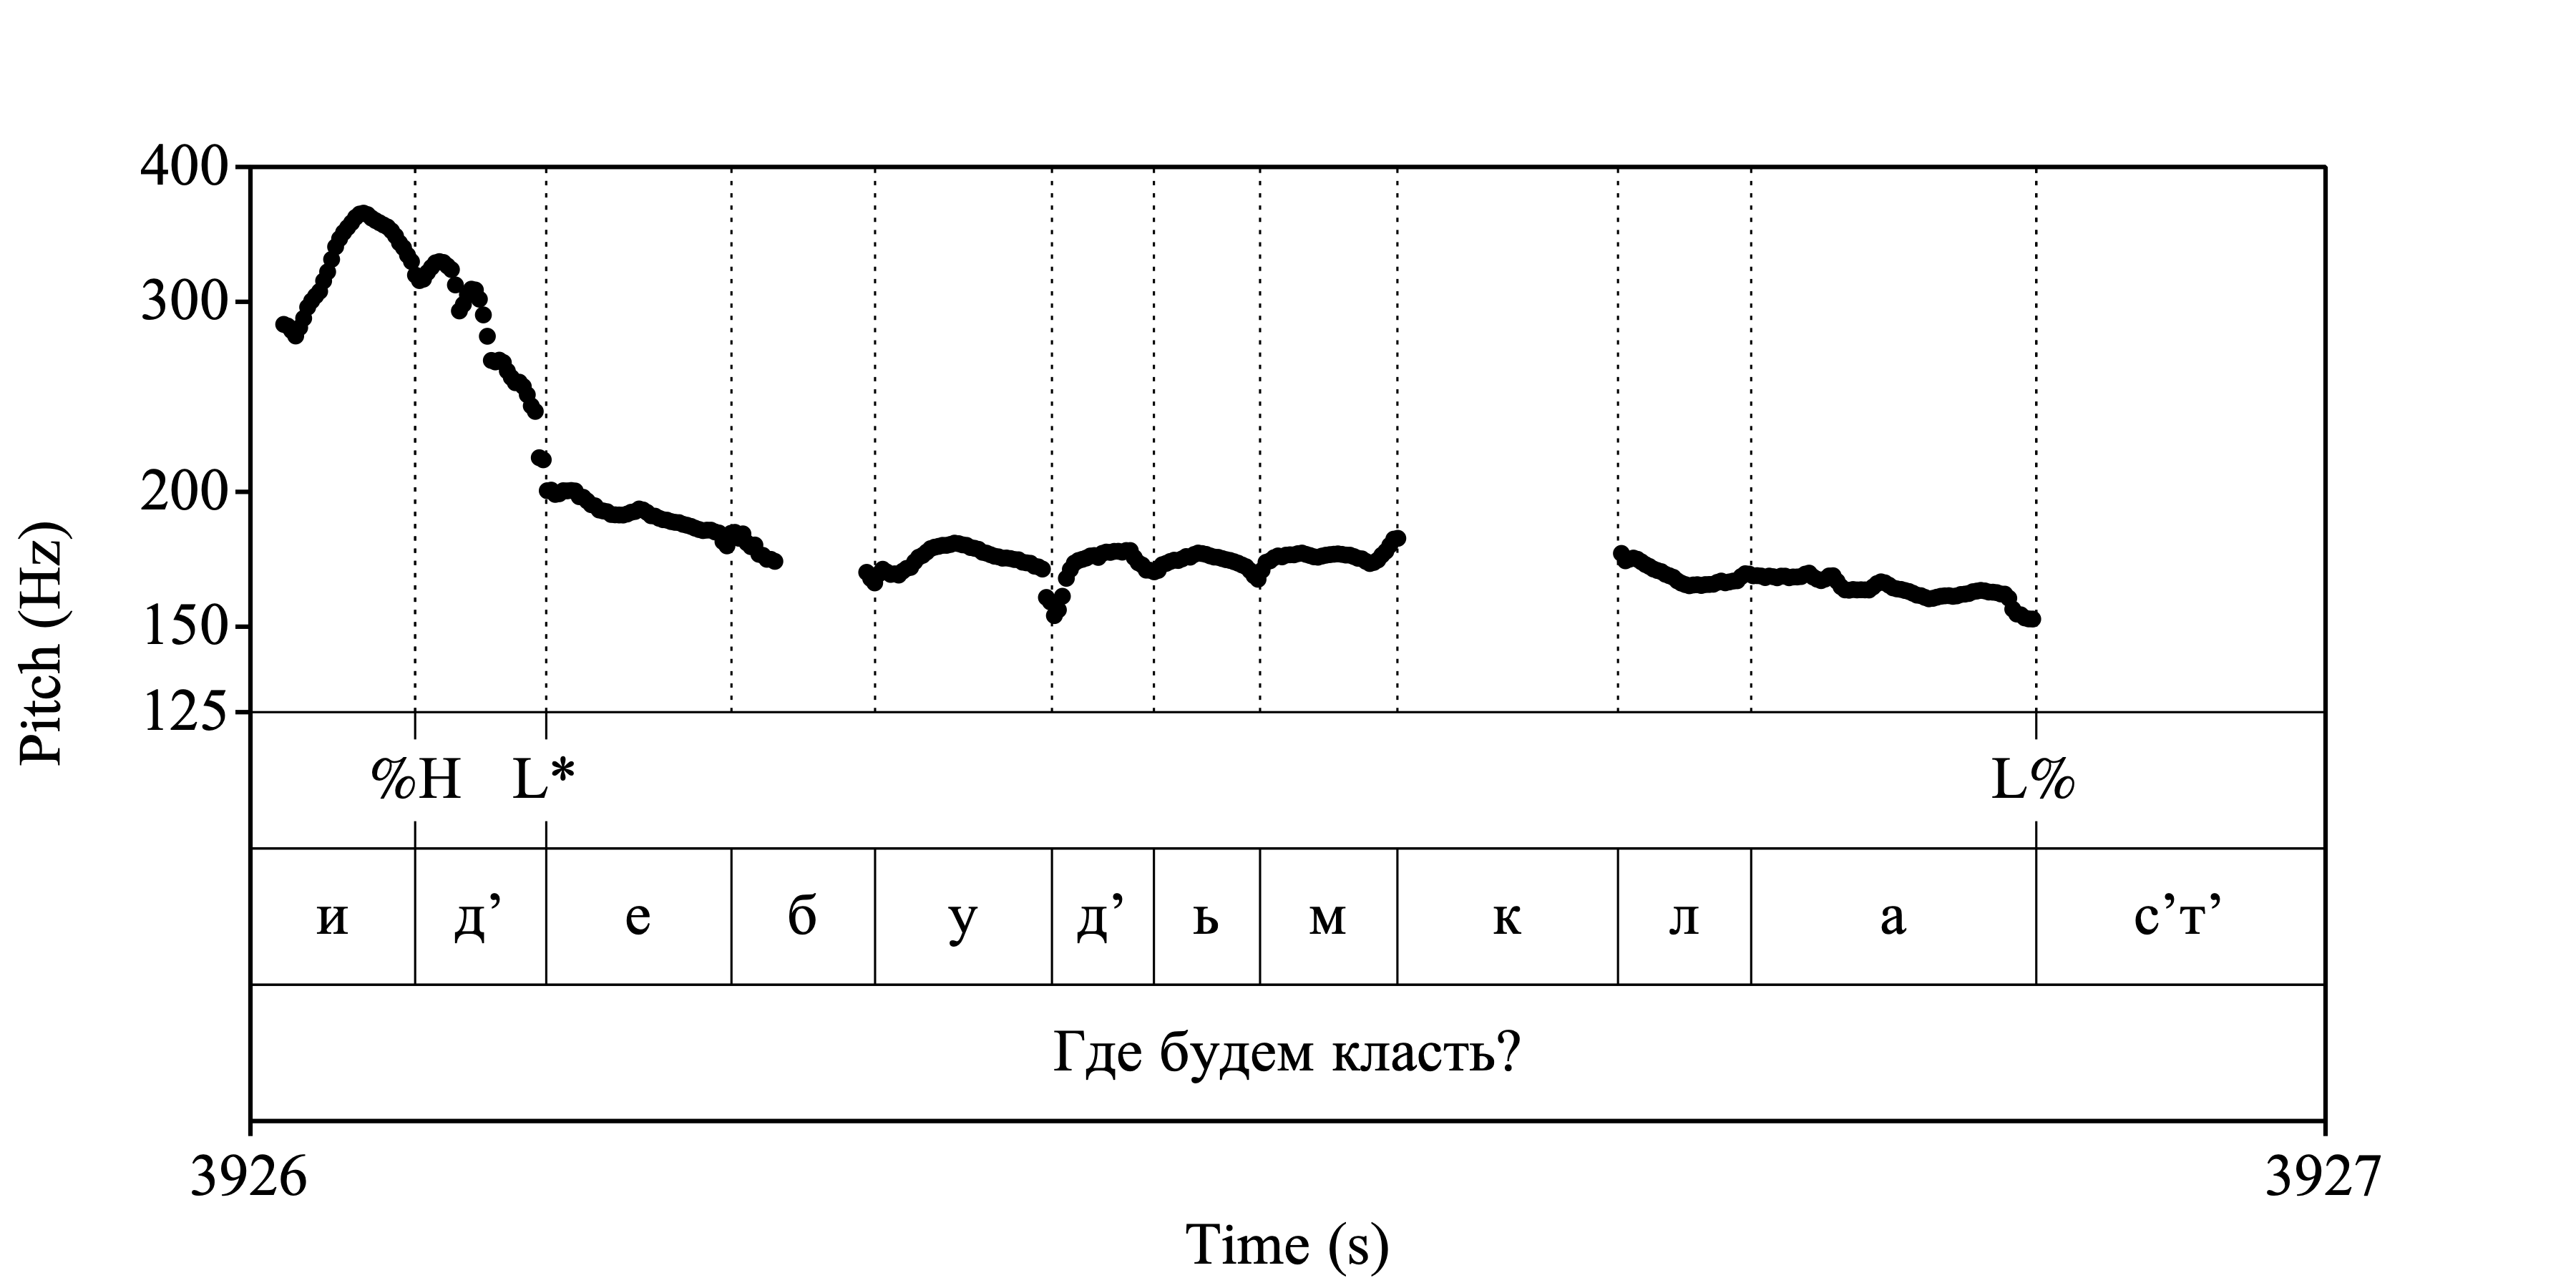 400
300
200
150
125
Pitch (Hz)
%H L* L%
и д’ е б у д’ ь м к л а с’т’
Где будем класть?
3926 3927
Time (s)